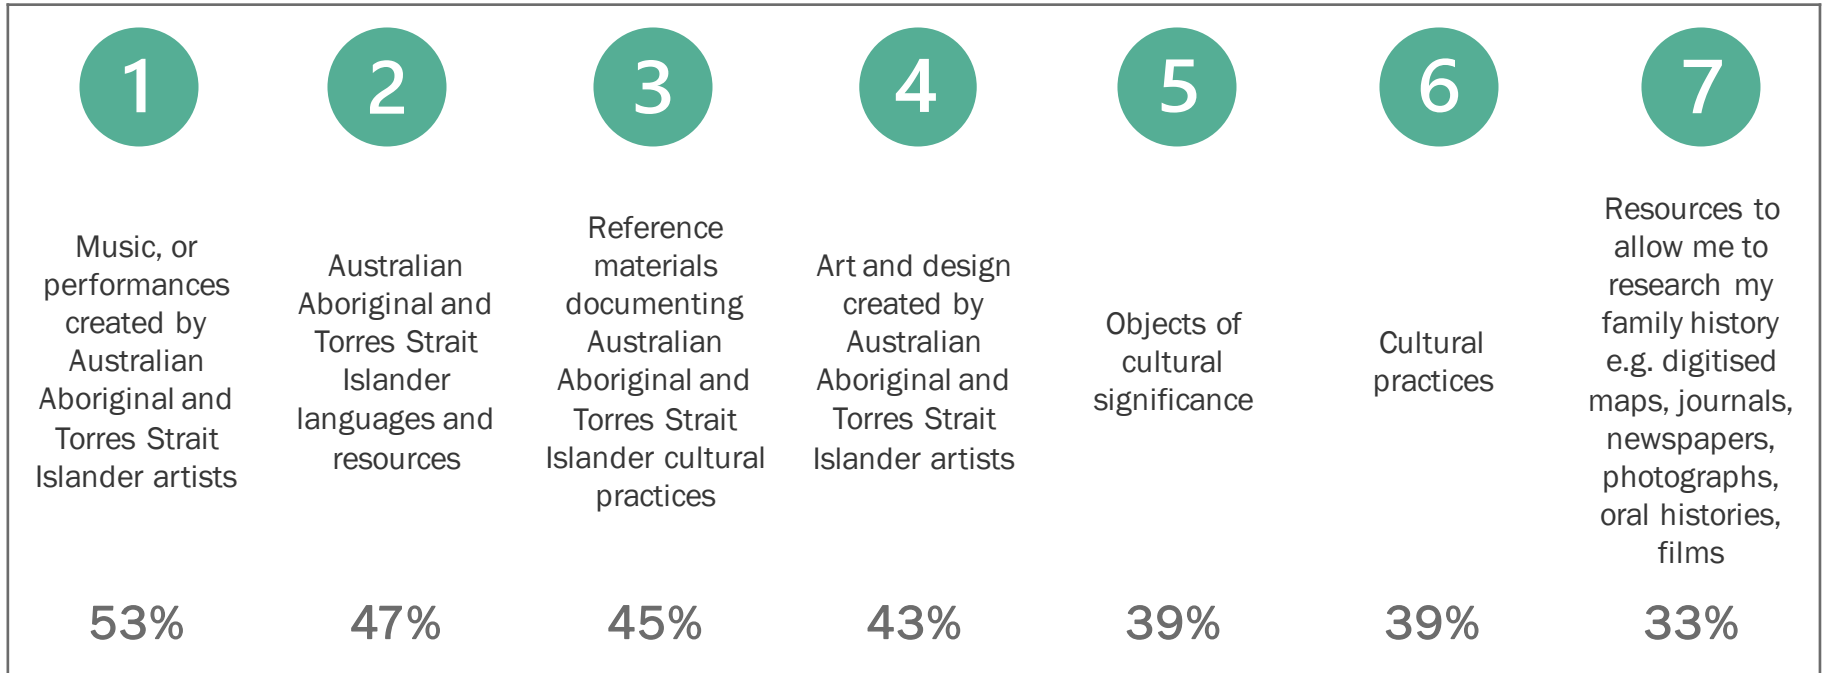 1
2
3
4
5
6
7
Music, or
performances
created by
Australian
Aboriginal and
Torres Strait
Islander artists
Australian
Aboriginal and
Torres Strait
Islander
languages and
resources
Reference
materials
documenting
Australian
Aboriginal and
Torres Strait
Islander cultural
practices
Art and design
created by
Australian
Aboriginal and
Torres Strait
Islander artists
Objects of
cultural
significance
Cultural
practices
Resources to
allow me to
research my
family history
e.g. digitised
maps, journals,
newspapers,
photographs,
oral histories,
films
53%
47%
45%
43%
39%
39%
33%